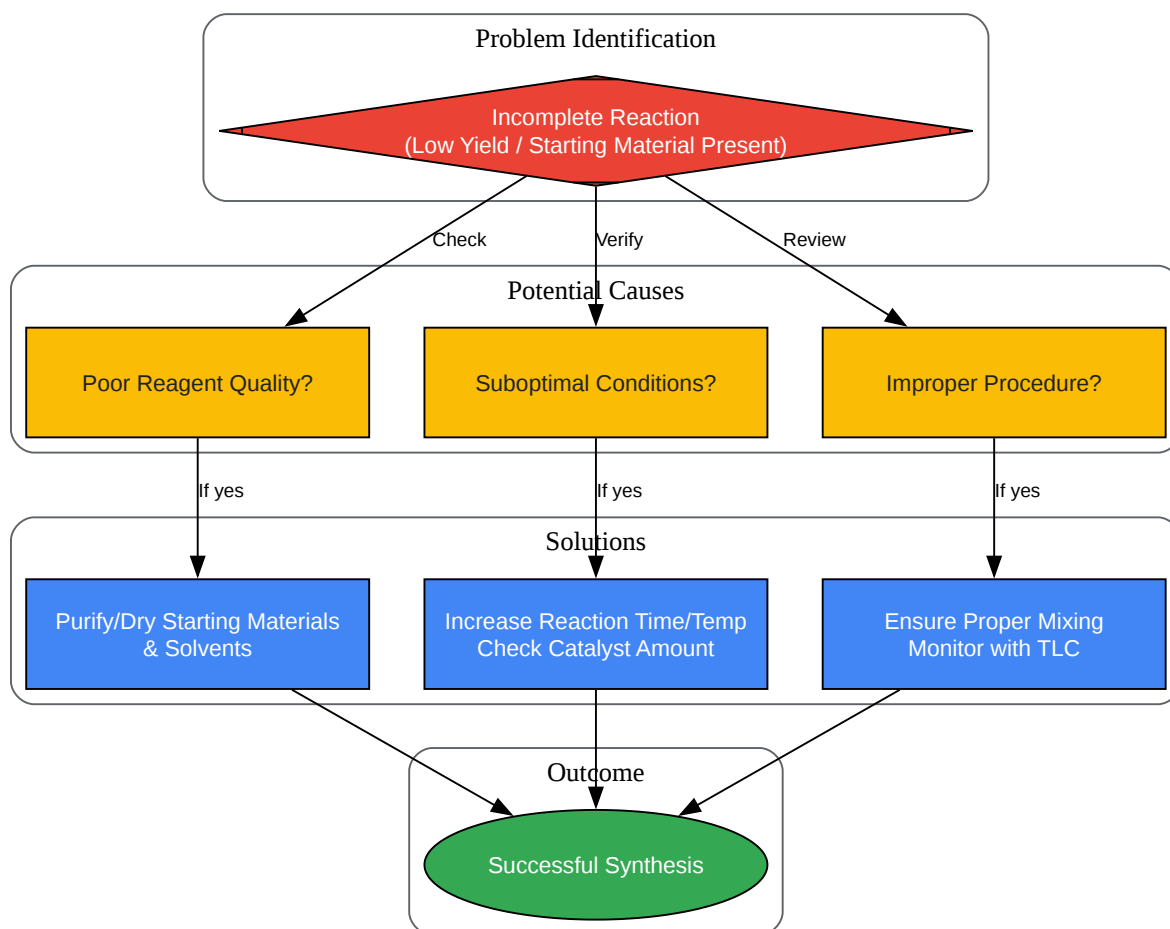 Problem Identification
Incomplete Reaction
(Low Yield / Starting Material Present)
Check
Verify
Review
Potential Causes
Poor Reagent Quality?
Suboptimal Conditions?
Improper Procedure?
If yes
If yes
If yes
Solutions
Purify/Dry Starting Materials
& Solvents
Increase Reaction Time/Temp
Check Catalyst Amount
Ensure Proper Mixing
Monitor with TLC
Outcome
Successful Synthesis